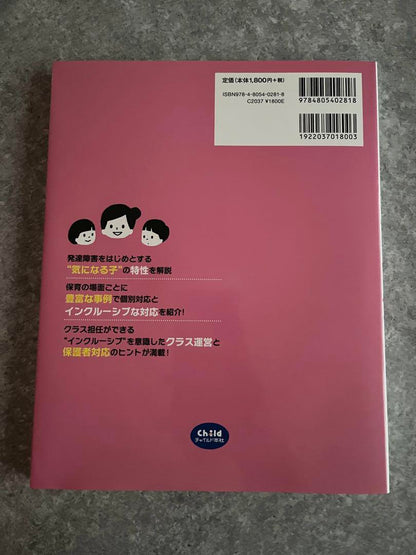 定価(本体1,800円+税)
ISBN978-4-8054-0281-8
C2037 ¥1800E
9784805402818
1922037018003
発達障害をはじめとする
"気になる子"の特性を解説
保育の場面ごとに
豊富な事例で個別対応と
インクルーシブな対応を紹介!
クラス担任ができる
"インクルーシブ"を意識したクラス運営と
保護者対応のヒントが満載!
Child
チャイルド本社